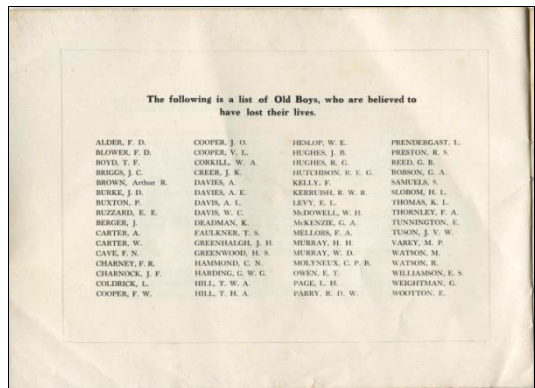 The following is a list of Old Boys, who are believed to
have lost their lives.
ALDER, F. D.
BLOWER, F. D.
BOYD, T. F.
BRIGGS, J. C.
BROWN, Arthur R.
BURKE, J. D.
BUXTON, P.
BUZZARD, E. E.
BERGER, J.
CARTER, A.
CARTER, W.
CAVE, F. N.
CHARNEY, F. R.
CHARNOCK, J. F.
COLDRICK, L.
COOPER, F. W.
COOPER, J. O.
COOPER, V. L.
CORKILL, W. A.
CREER, J. K.
DAVIES, A.
DAVIES, A. E.
DAVIS, A. L.
DAVIS, W. C.
DEADMAN, K.
FAULKNER, T. S.
GREENHALGH, J. H.
GREENWOOD, H. S.
HAMMOND, C. N.
HARDING, G. W. G.
HILL, T. W. A.
HILL, T. H. A.
HESLOP, W. E.
HUGHES, J. B.
HUGHES, R. G.
HUTCHISON, R. E. G.
KELLY, F.
KERRUISH, R. W. R.
LEVY, E. L.
McDOWELL, W. H.
McKENZIE, G. A.
MELLORS, F. A.
MURRAY, H. H.
MURRAY, W. D.
MOLYNEUX, C. P. B.
OWEN, E. T.
PAGE, L. H.
PARRY, R. D. W.
PRENDERGAST, L.
PRESTON, R. S.
REED, G. B.
ROBSON, G. A.
SAMUELS, S.
SLOBOM, H. L.
THOMAS, K. L.
THORNLEY, F. A.
TUNNINGTON, E.
TUSON, J. V. W.
VAREY, M. P.
WATSON, M.
WATSON, R.
WILLIAMSON, E. S.
WEIGHTMAN, G.
WOOTTON, E.